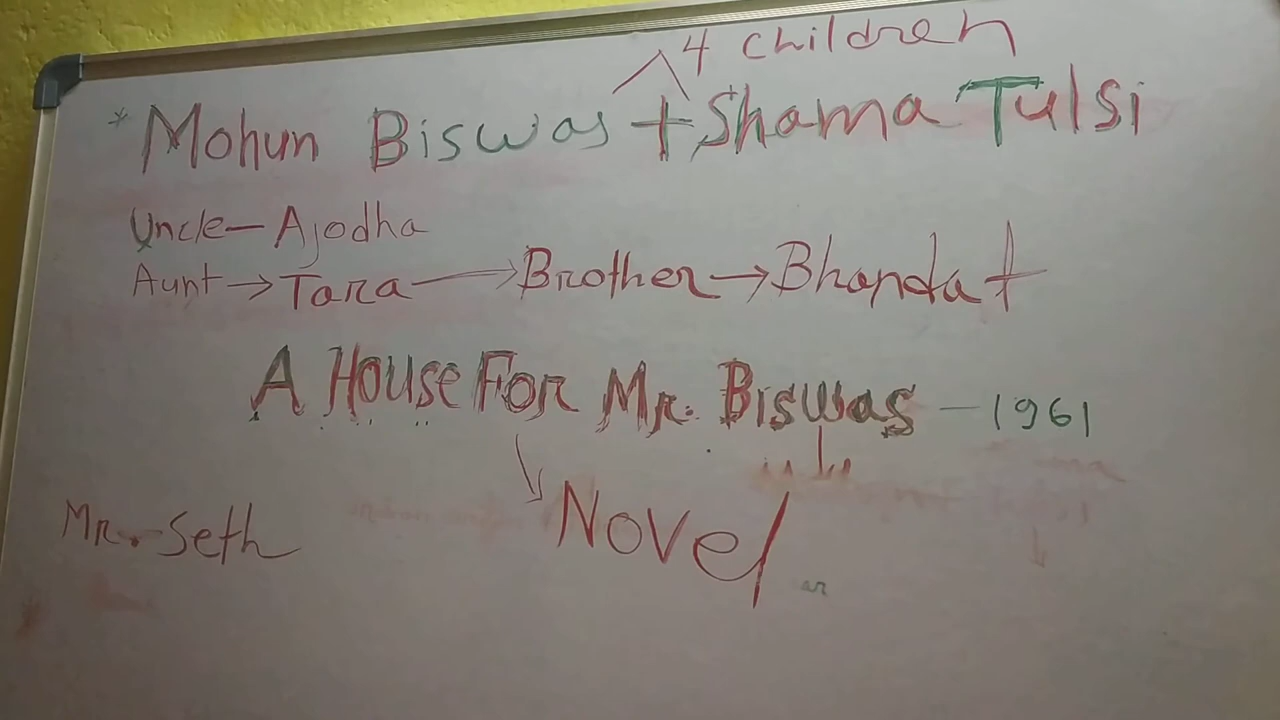 4 children
* Mohun Biswas + Shama Tulsi
Uncle — Ajodha
Aunt → Tara → Brother → Bhandat
A House For Mr. Biswas — 1961
Novel
Mr. Seth